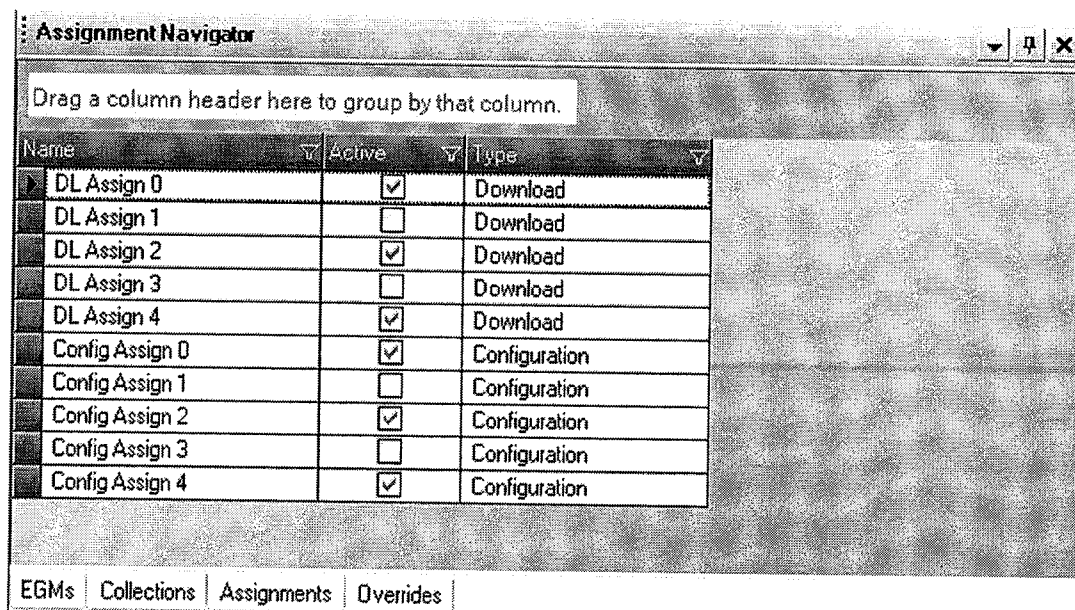 Assignment Navigator
Drag a column header here to group by that column.
Name Active Type
DL Assign 0 Download
DL Assign 1 Download
DL Assign 2 Download
DL Assign 3 Download
DL Assign 4 Download
Config Assign 0 Configuration
Config Assign 1 Configuration
Config Assign 2 Configuration
Config Assign 3 Configuration
Config Assign 4 Configuration
EGMs Collections Assignments Overrides